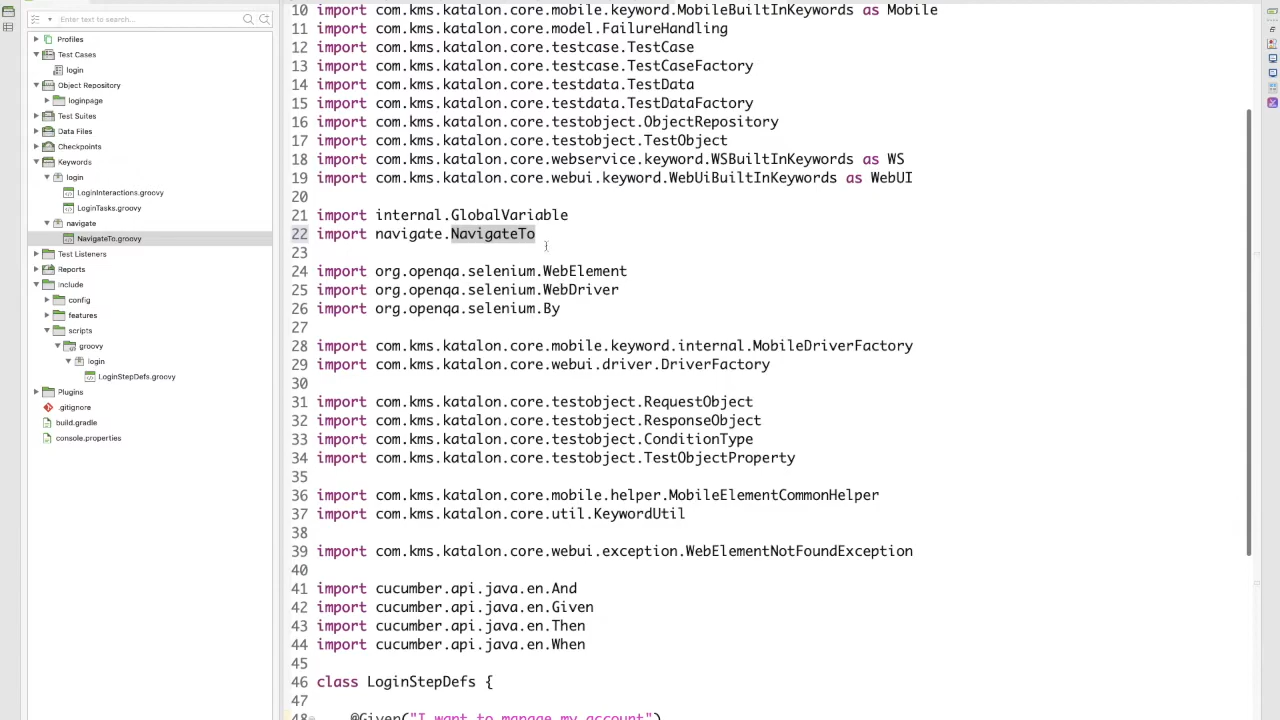 Enter text to search...
Profiles
Test Cases
login
Object Repository
loginpage
Test Suites
Data Files
Checkpoints
Keywords
login
LoginInteractions.groovy
LoginTasks.groovy
navigate
NavigateTo.groovy
Test Listeners
Reports
Include
config
features
scripts
groovy
login
LoginStepDefs.groovy
Plugins
.gitignore
build.gradle
console.properties
10 import com.kms.katalon.core.mobile.keyword.MobileBuiltInKeywords as Mobile
11 import com.kms.katalon.core.model.FailureHandling
12 import com.kms.katalon.core.testcase.TestCase
13 import com.kms.katalon.core.testcase.TestCaseFactory
14 import com.kms.katalon.core.testdata.TestData
15 import com.kms.katalon.core.testdata.TestDataFactory
16 import com.kms.katalon.core.testobject.ObjectRepository
17 import com.kms.katalon.core.testobject.TestObject
18 import com.kms.katalon.core.webservice.keyword.WSBuiltInKeywords as WS
19 import com.kms.katalon.core.webui.keyword.WebUiBuiltInKeywords as WebUI
20
21 import internal.GlobalVariable
22 import navigate.NavigateTo
23
24 import org.openqa.selenium.WebElement
25 import org.openqa.selenium.WebDriver
26 import org.openqa.selenium.By
27
28 import com.kms.katalon.core.mobile.keyword.internal.MobileDriverFactory
29 import com.kms.katalon.core.webui.driver.DriverFactory
30
31 import com.kms.katalon.core.testobject.RequestObject
32 import com.kms.katalon.core.testobject.ResponseObject
33 import com.kms.katalon.core.testobject.ConditionType
34 import com.kms.katalon.core.testobject.TestObjectProperty
35
36 import com.kms.katalon.core.mobile.helper.MobileElementCommonHelper
37 import com.kms.katalon.core.util.KeywordUtil
38
39 import com.kms.katalon.core.webui.exception.WebElementNotFoundException
40
41 import cucumber.api.java.en.And
42 import cucumber.api.java.en.Given
43 import cucumber.api.java.en.Then
44 import cucumber.api.java.en.When
45
46 class LoginStepDefs {
47
48 @Given("I want to manage my account")